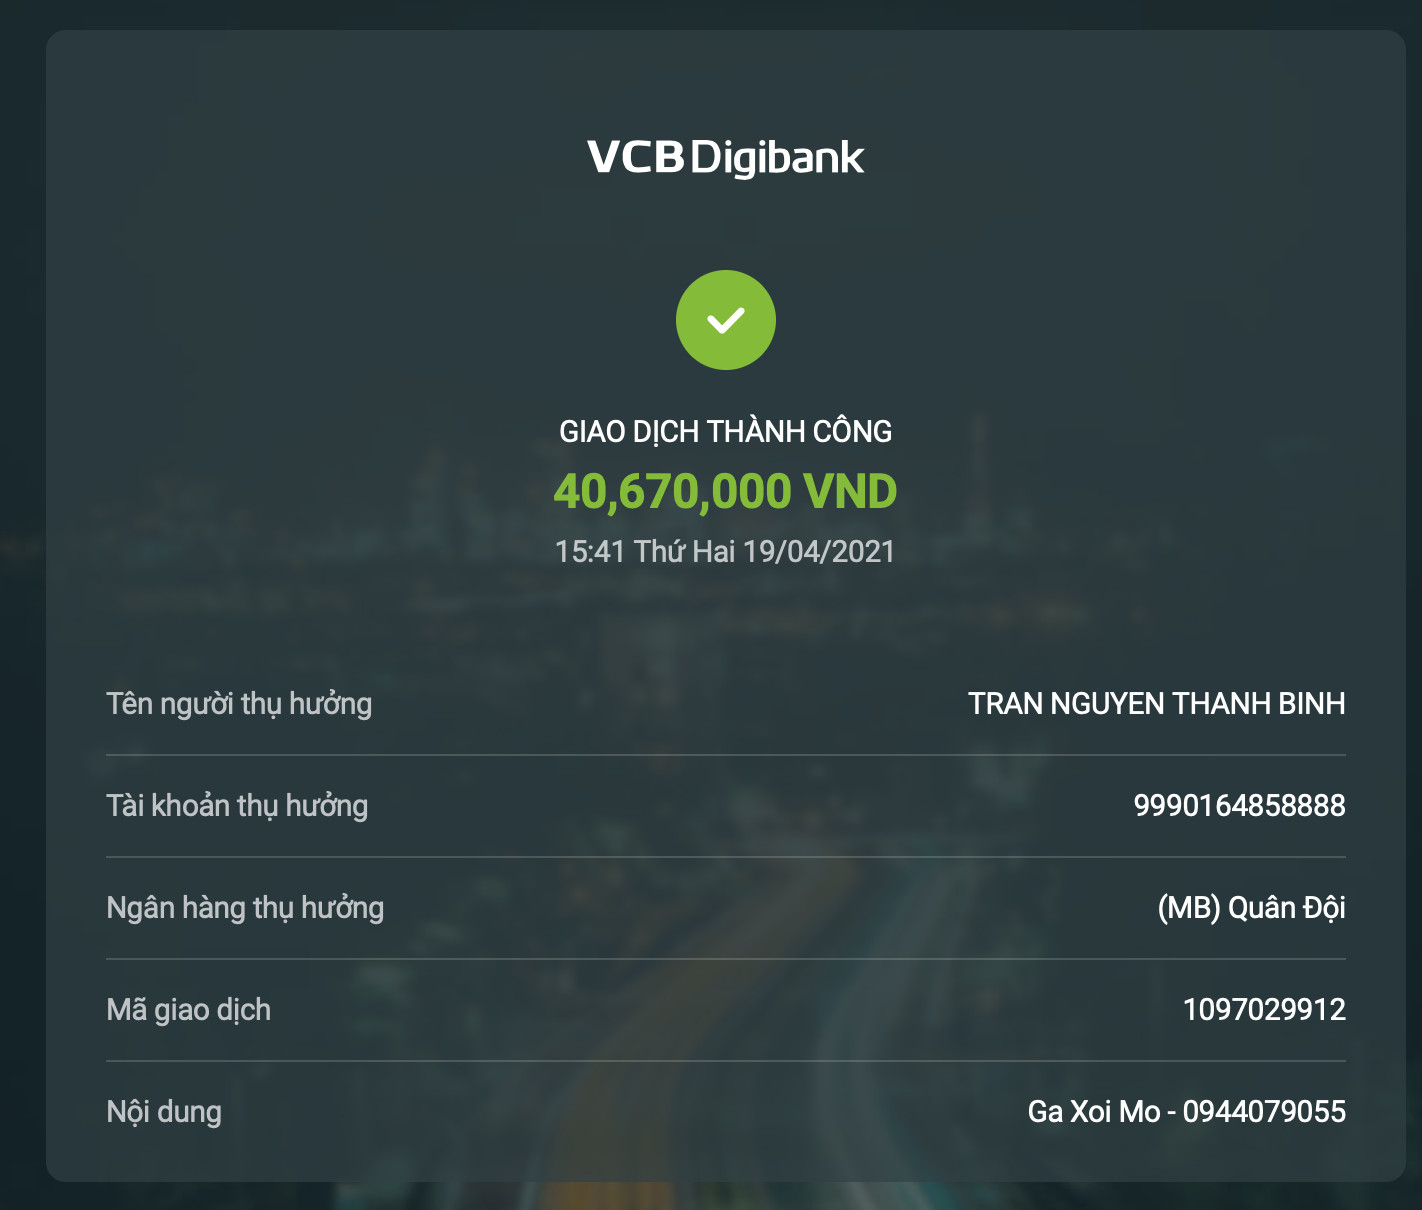 VCB Digibank
GIAO DỊCH THÀNH CÔNG
40,670,000 VND
15:41 Thứ Hai 19/04/2021
Tên người thụ hưởng TRAN NGUYEN THANH BINH
Tài khoản thụ hưởng 9990164858888
Ngân hàng thụ hưởng (MB) Quân Đội
Mã giao dịch 1097029912
Nội dung Ga Xoi Mo - 0944079055